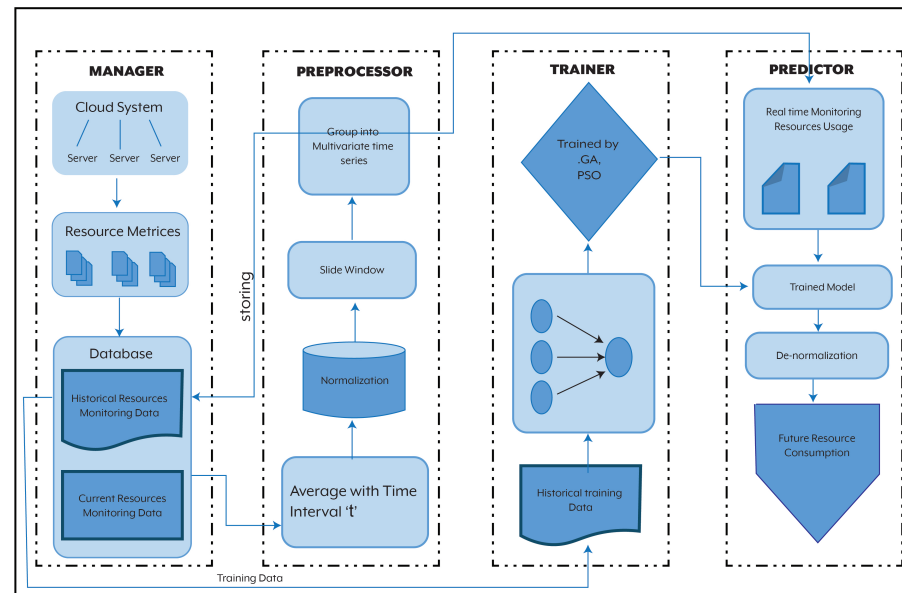 MANAGER
Cloud System
Server Server Server
Resource Metrices
Database
Historical Resources
Monitoring Data
Current Resources
Monitoring Data
PREPROCESSOR
Group into
Multivariate time
series
Slide Window
Normalization
Average with Time
Interval ‘t’
storing
Training Data
TRAINER
Trained by
.GA,
PSO
Historical training
Data
PREDICTOR
Real time Monitoring
Resources Usage
Trained Model
De-normalization
Future Resource
Consumption